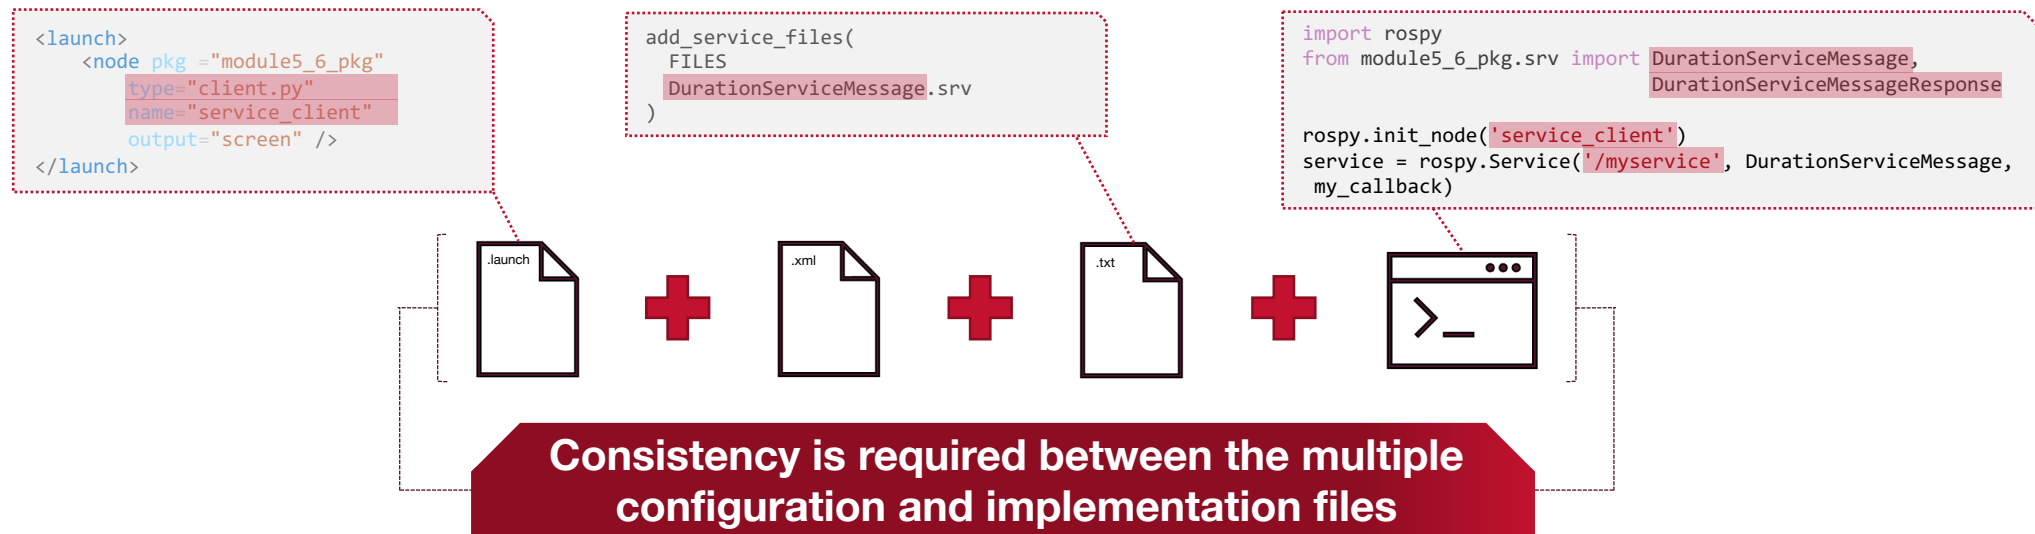 <launch>
    <node pkg ="module5_6_pkg"
        type="client.py"
        name="service_client"
        output="screen" />
</launch>
add_service_files(
  FILES
  DurationServiceMessage.srv
)
import rospy
from module5_6_pkg.srv import DurationServiceMessage,
DurationServiceMessageResponse
rospy.init_node('service_client')
service = rospy.Service('/myservice', DurationServiceMessage,
 my_callback)
.launch
.xml
.txt
>_
Consistency is required between the multiple
configuration and implementation files